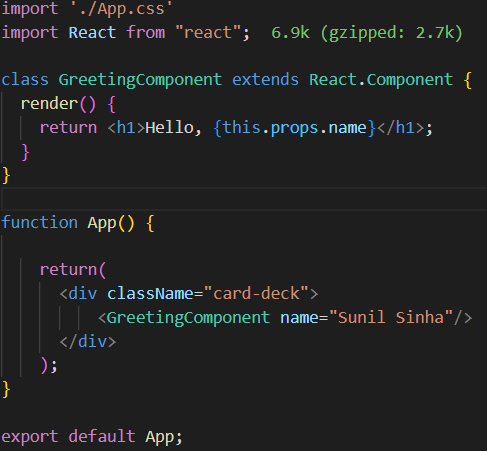 import './App.css'
import React from "react";  6.9k (gzipped: 2.7k)
class GreetingComponent extends React.Component {
  render() {
    return <h1>Hello, {this.props.name}</h1>;
  }
}
function App() {
    return(
      <div className="card-deck">
          <GreetingComponent name="Sunil Sinha"/>
      </div>
    );
}
export default App;